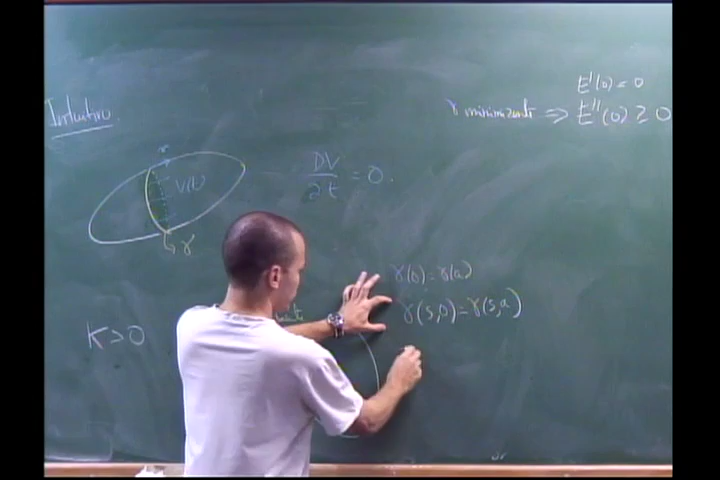 Intuitivo.
E'(0) = 0
γ minimizante ⇒ E''(0) ≥ 0
V(t)
DV/∂t = 0.
γ
γ(0) = γ(a)
γ(s,0) = γ(s,a)
K > 0